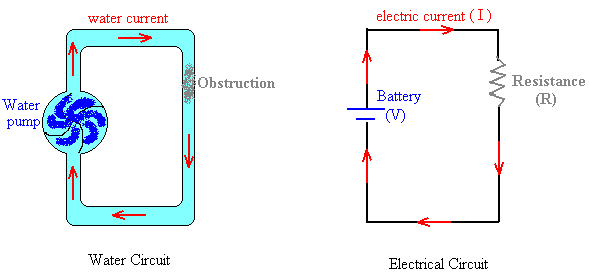 water current
Obstruction
Water
pump
Water Circuit
electric current ( I )
Battery
(V)
Resistance
(R)
Electrical Circuit